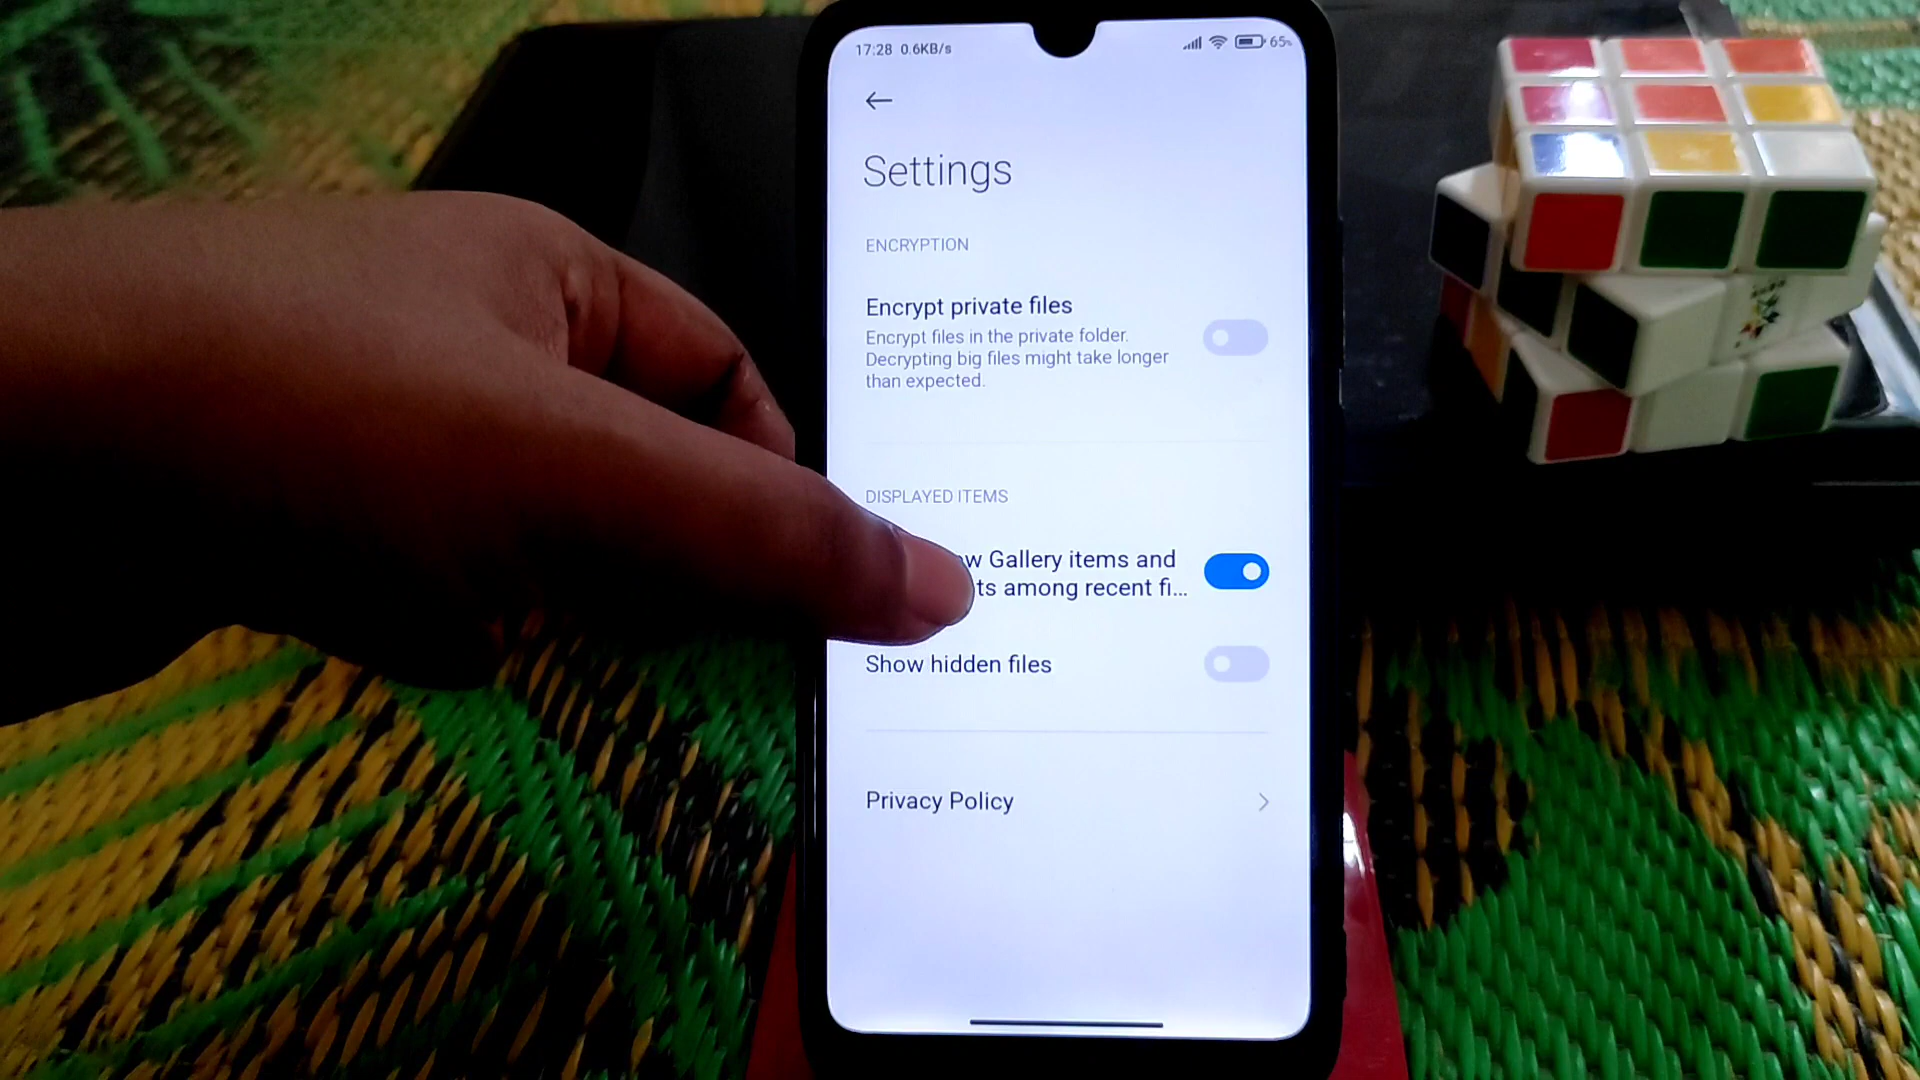 17:28 0.6KB/s 65%
Settings
ENCRYPTION
Encrypt private files
Encrypt files in the private folder.
Decrypting big files might take longer
than expected.
DISPLAYED ITEMS
Gallery items and
among recent fi...
Show hidden files
Privacy Policy